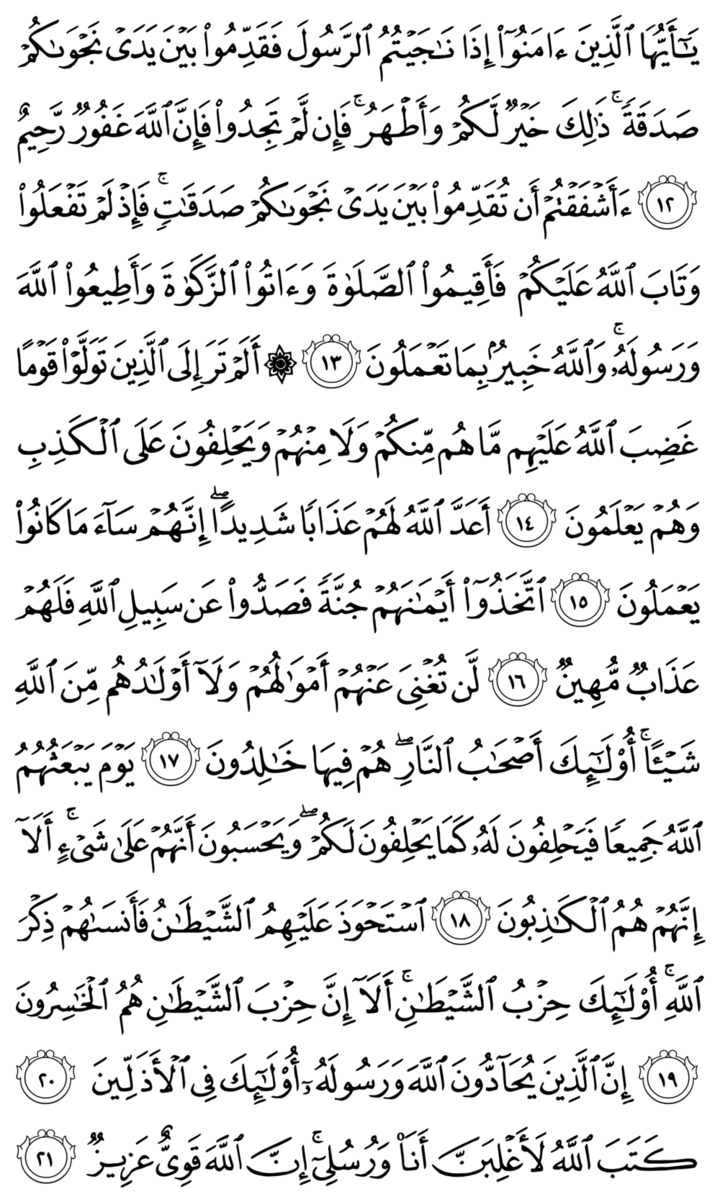 يَٰٓأَيُّهَا ٱلَّذِينَ ءَامَنُوٓاْ إِذَا نَٰجَيۡتُمُ ٱلرَّسُولَ فَقَدِّمُواْ بَيۡنَ يَدَيۡ نَجۡوَىٰكُمۡ
صَدَقَةٗۚ ذَٰلِكَ خَيۡرٞ لَّكُمۡ وَأَطۡهَرُۚ فَإِن لَّمۡ تَجِدُواْ فَإِنَّ ٱللَّهَ غَفُورٞ رَّحِيمٌ
١٢ ءَأَشۡفَقۡتُمۡ أَن تُقَدِّمُواْ بَيۡنَ يَدَيۡ نَجۡوَىٰكُمۡ صَدَقَٰتٖۚ فَإِذۡ لَمۡ تَفۡعَلُواْ
وَتَابَ ٱللَّهُ عَلَيۡكُمۡ فَأَقِيمُواْ ٱلصَّلَوٰةَ وَءَاتُواْ ٱلزَّكَوٰةَ وَأَطِيعُواْ ٱللَّهَ
وَرَسُولَهُۥۚ وَٱللَّهُ خَبِيرُۢ بِمَا تَعۡمَلُونَ ١٣ ۞ أَلَمۡ تَرَ إِلَى ٱلَّذِينَ تَوَلَّوۡاْ قَوۡمًا
غَضِبَ ٱللَّهُ عَلَيۡهِم مَّا هُم مِّنكُمۡ وَلَا مِنۡهُمۡ وَيَحۡلِفُونَ عَلَى ٱلۡكَذِبِ
وَهُمۡ يَعۡلَمُونَ ١٤ أَعَدَّ ٱللَّهُ لَهُمۡ عَذَابٗا شَدِيدًاۖ إِنَّهُمۡ سَآءَ مَا كَانُواْ
يَعۡمَلُونَ ١٥ ٱتَّخَذُوٓاْ أَيۡمَٰنَهُمۡ جُنَّةٗ فَصَدُّواْ عَن سَبِيلِ ٱللَّهِ فَلَهُمۡ
عَذَابٞ مُّهِينٞ ١٦ لَّن تُغۡنِيَ عَنۡهُمۡ أَمۡوَٰلُهُمۡ وَلَآ أَوۡلَٰدُهُم مِّنَ ٱللَّهِ
شَيۡـًٔاۚ أُوْلَٰٓئِكَ أَصۡحَٰبُ ٱلنَّارِۖ هُمۡ فِيهَا خَٰلِدُونَ ١٧ يَوۡمَ يَبۡعَثُهُمُ
ٱللَّهُ جَمِيعٗا فَيَحۡلِفُونَ لَهُۥ كَمَا يَحۡلِفُونَ لَكُمۡۖ وَيَحۡسَبُونَ أَنَّهُمۡ عَلَىٰ شَيۡءٍۚ أَلَآ
إِنَّهُمۡ هُمُ ٱلۡكَٰذِبُونَ ١٨ ٱسۡتَحۡوَذَ عَلَيۡهِمُ ٱلشَّيۡطَٰنُ فَأَنسَىٰهُمۡ ذِكۡرَ
ٱللَّهِۚ أُوْلَٰٓئِكَ حِزۡبُ ٱلشَّيۡطَٰنِۚ أَلَآ إِنَّ حِزۡبَ ٱلشَّيۡطَٰنِ هُمُ ٱلۡخَٰسِرُونَ
١٩ إِنَّ ٱلَّذِينَ يُحَآدُّونَ ٱللَّهَ وَرَسُولَهُۥٓ أُوْلَٰٓئِكَ فِي ٱلۡأَذَلِّينَ ٢٠
كَتَبَ ٱللَّهُ لَأَغۡلِبَنَّ أَنَا۠ وَرُسُلِيٓۚ إِنَّ ٱللَّهَ قَوِيٌّ عَزِيزٞ ٢١